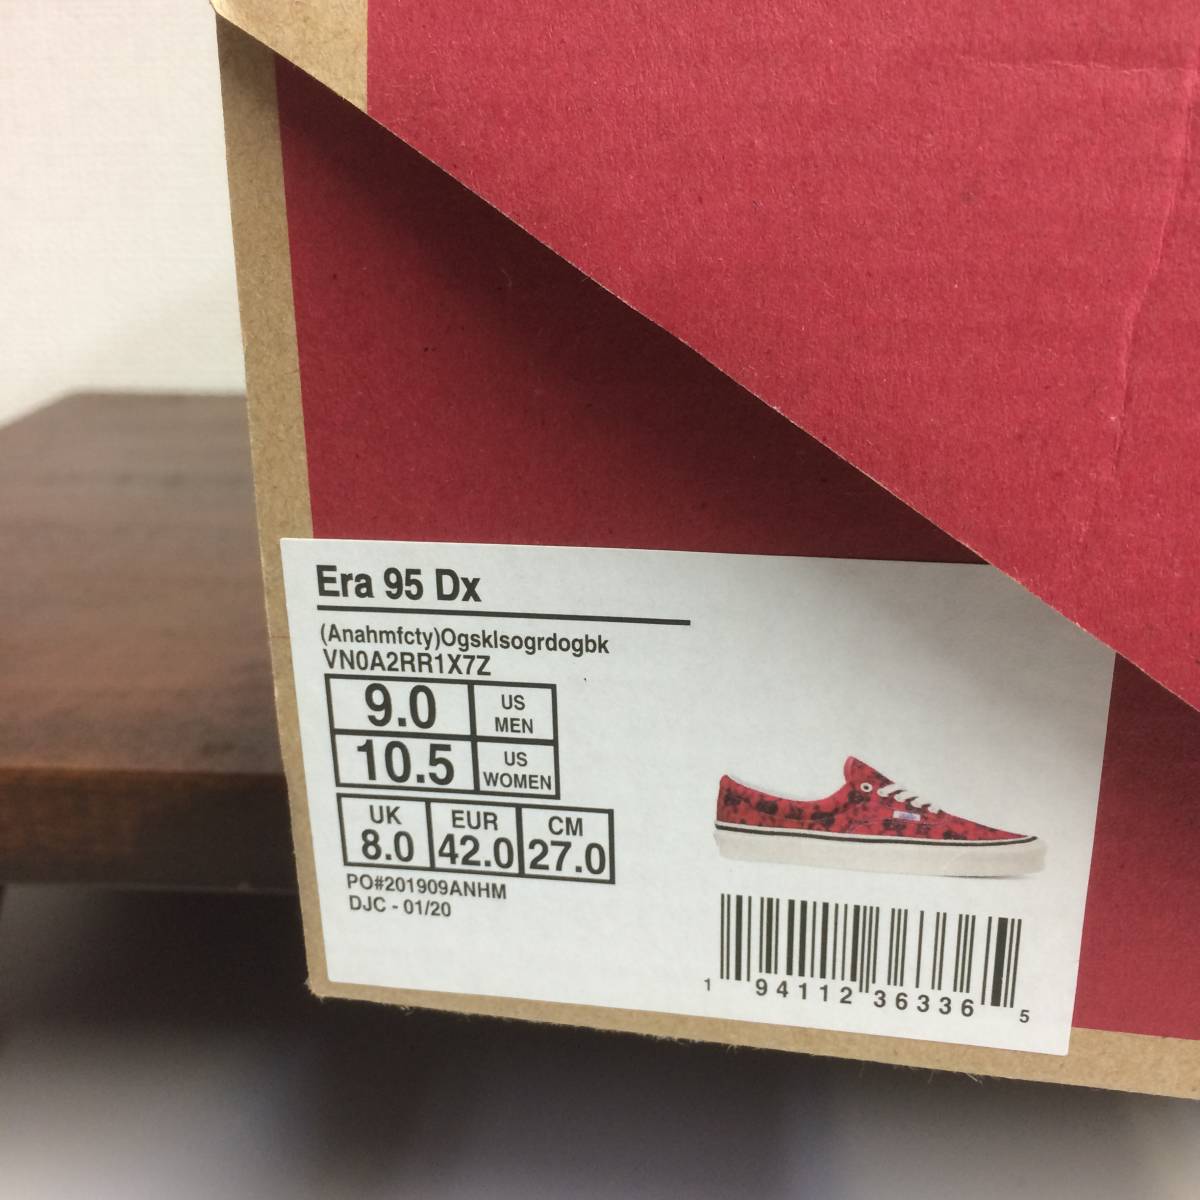 Era 95 Dx
(Anahmfcty)Ogsklsogrdogbk
VN0A2RR1X7Z
9.0 US MEN
10.5 US WOMEN
UK EUR CM
8.0 42.0 27.0
PO#201909ANHM
DJC - 01/20
1 94112 36336 5